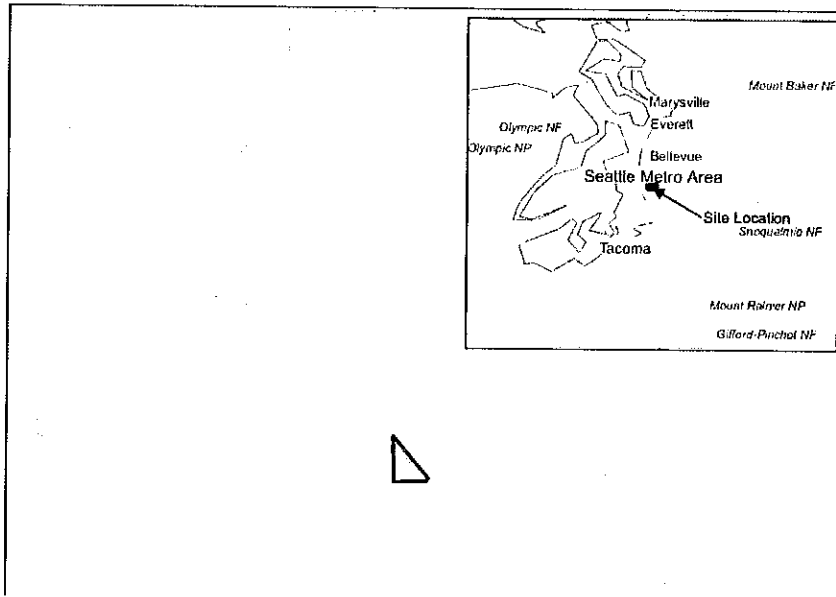 Mount Baker NF
Marysville
Everett
Olympic NF
Olympic NP
Bellevue
Seattle Metro Area
Site Location
Snoqualmie NF
Tacoma
Mount Rainier NP
Gifford-Pinchot NF